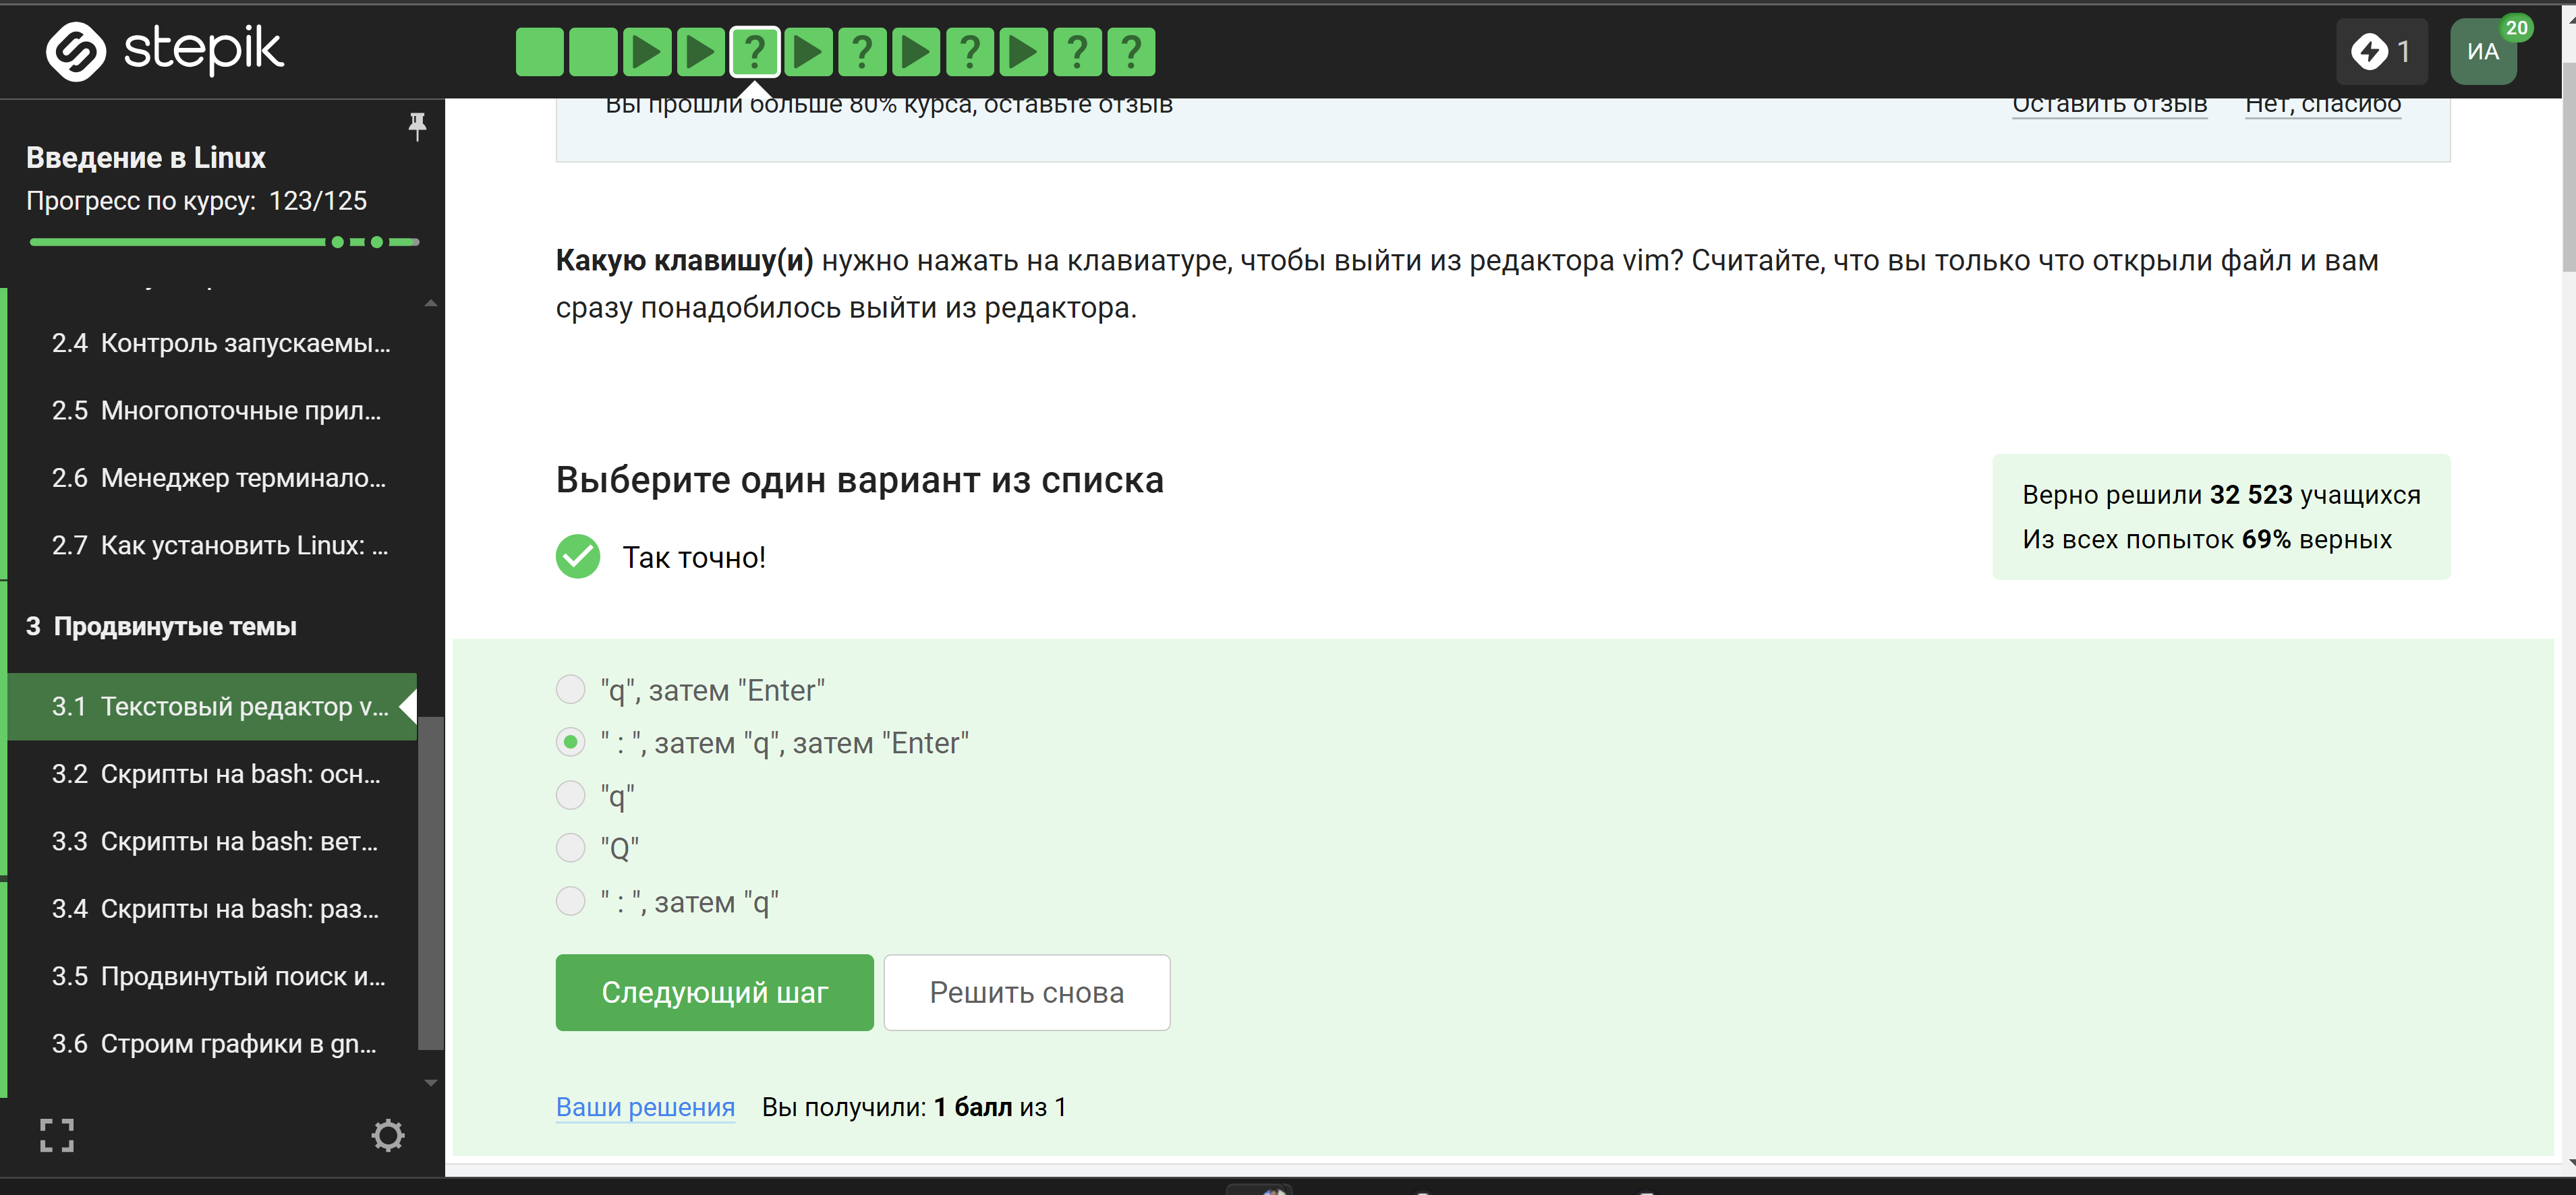 stepik
? ? ? ? ?
1
ИА
20
Введение в Linux
Прогресс по курсу: 123/125
2.4 Контроль запускаемы...
2.5 Многопоточные прил...
2.6 Менеджер терминало...
2.7 Как установить Linux: ...
3 Продвинутые темы
3.1 Текстовый редактор v...
3.2 Скрипты на bash: осн...
3.3 Скрипты на bash: вет...
3.4 Скрипты на bash: раз...
3.5 Продвинутый поиск и...
3.6 Строим графики в gn...
Вы прошли больше 80% курса, оставьте отзыв
Оставить отзыв
Нет, спасибо
Какую клавишу(и) нужно нажать на клавиатуре, чтобы выйти из редактора vim? Считайте, что вы только что открыли файл и вам
сразу понадобилось выйти из редактора.
Выберите один вариант из списка
Так точно!
Верно решили 32 523 учащихся
Из всех попыток 69% верных
"q", затем "Enter"
" : ", затем "q", затем "Enter"
"q"
"Q"
" : ", затем "q"
Следующий шаг
Решить снова
Ваши решения
Вы получили: 1 балл из 1